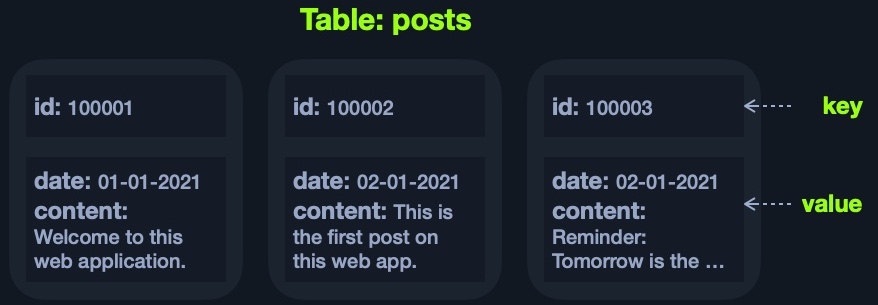 Table: posts
id: 100001
date: 01-01-2021
content:
Welcome to this
web application.
id: 100002
date: 02-01-2021
content: This is
the first post on
this web app.
id: 100003
date: 02-01-2021
content:
Reminder:
Tomorrow is the ...
key
value